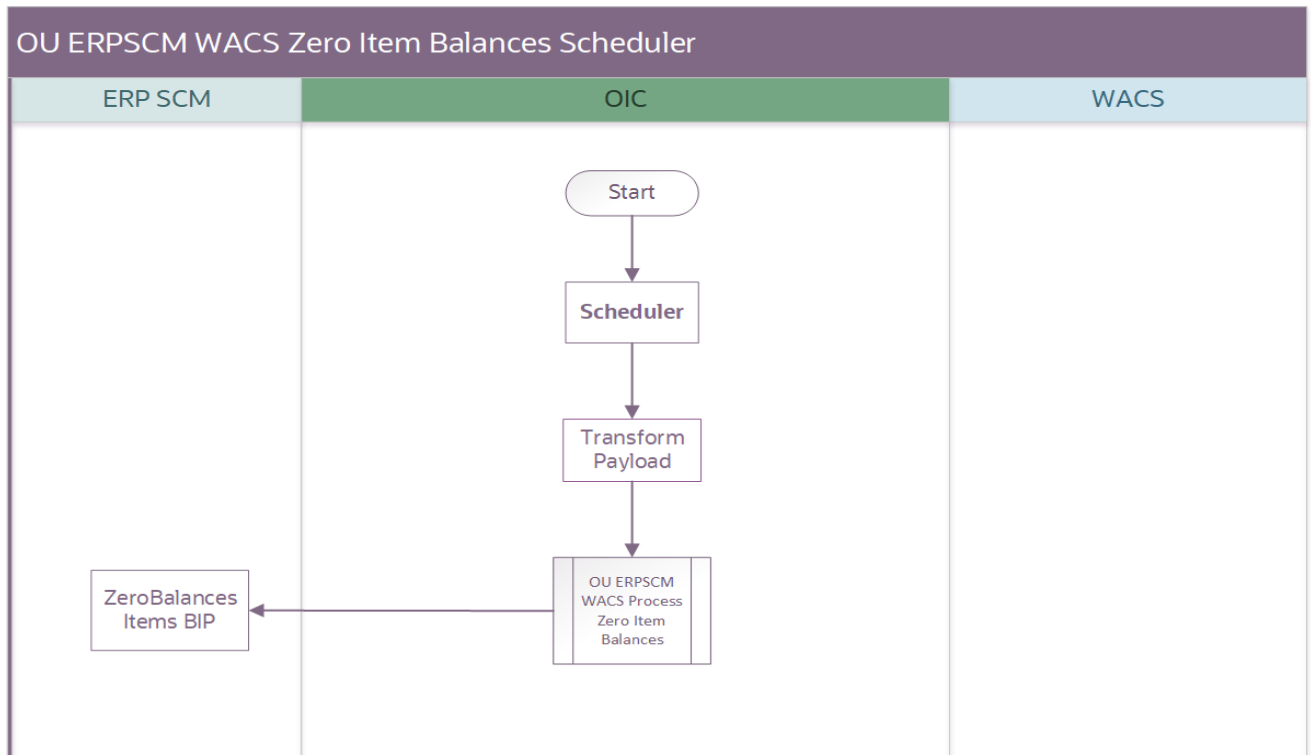 OU ERPSCM WACS Zero Item Balances Scheduler
ERP SCM
OIC
WACS
Start
Scheduler
Transform
Payload
OU ERPSCM
WACS Process
Zero Item
Balances
ZeroBalances
Items BIP